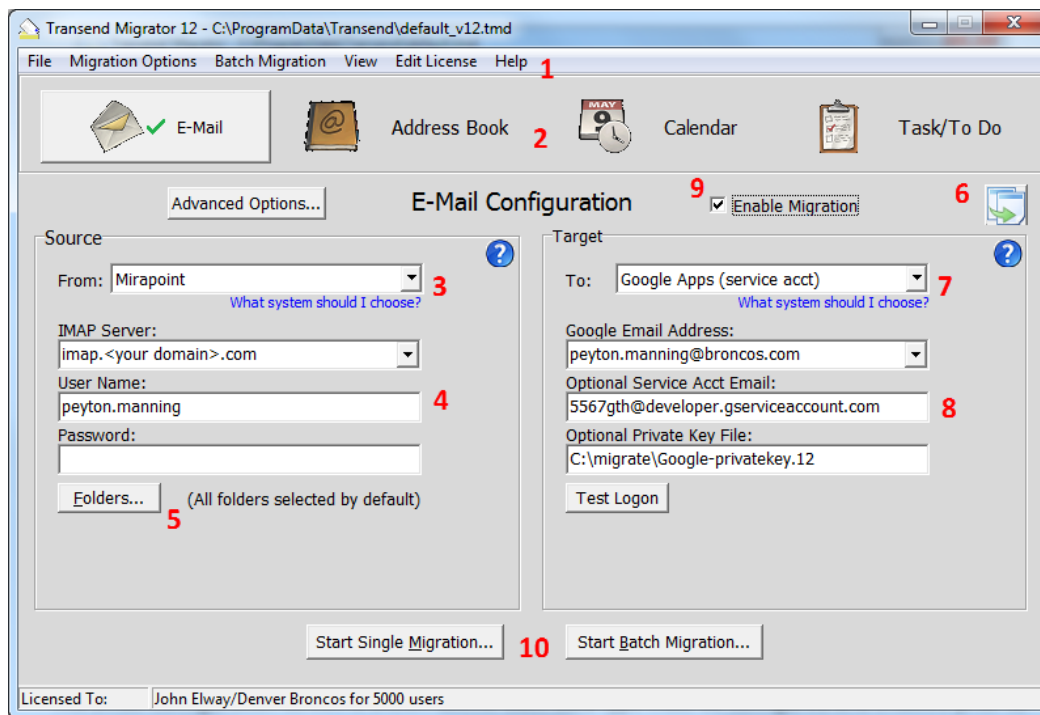 Transend Migrator 12 - C:\ProgramData\Transend\default_v12.tmd
File Migration Options Batch Migration View Edit License Help 1
MAY
9
E-Mail Address Book 2 Calendar Task/To Do
Advanced Options... E-Mail Configuration 9 Enable Migration 6
Source
?
From: Mirapoint 3
What system should I choose?
IMAP Server:
imap.<your domain>.com
User Name:
peyton.manning 4
Password:
Folders... (All folders selected by default)
5
Target
?
To: Google Apps (service acct) 7
What system should I choose?
Google Email Address:
peyton.manning@broncos.com
Optional Service Acct Email:
5567gth@developer.gserviceaccount.com 8
Optional Private Key File:
C:\migrate\Google-privatekey.12
Test Logon
Start Single Migration... 10 Start Batch Migration...
Licensed To: John Elway/Denver Broncos for 5000 users